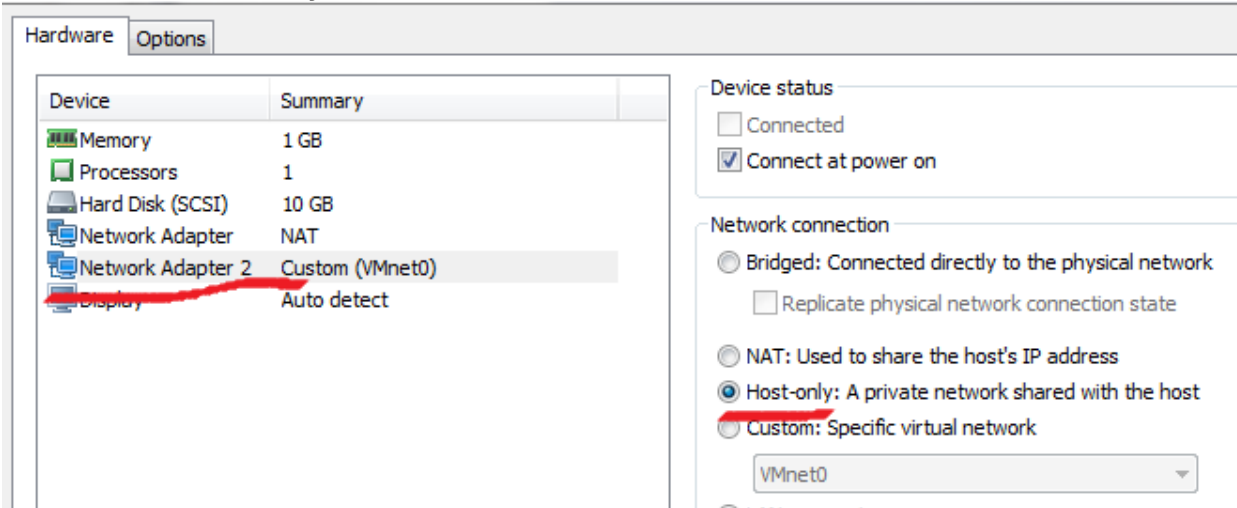 Hardware Options
Device Summary
Memory 1 GB
Processors 1
Hard Disk (SCSI) 10 GB
Network Adapter NAT
Network Adapter 2 Custom (VMnet0)
Display Auto detect
Device status
Connected
Connect at power on
Network connection
Bridged: Connected directly to the physical network
Replicate physical network connection state
NAT: Used to share the host's IP address
Host-only: A private network shared with the host
Custom: Specific virtual network
VMnet0